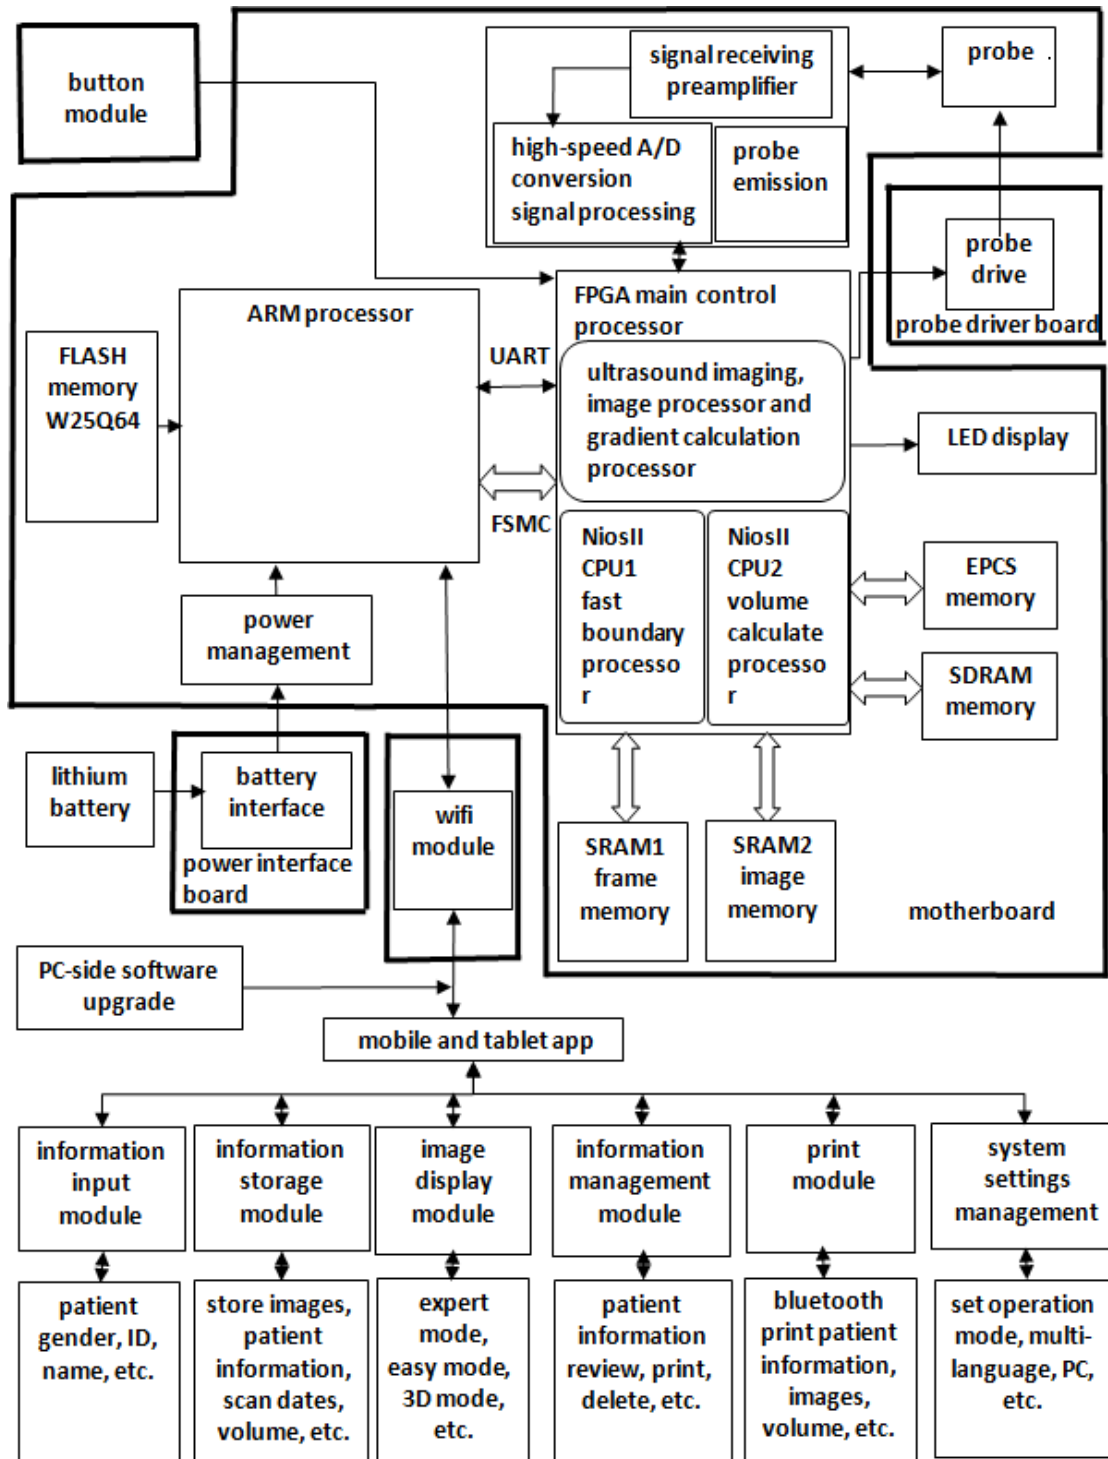 button
module
signal receiving
preamplifier
probe .
high-speed A/D
conversion
signal processing
probe
emission
probe
drive
probe driver board
ARM processor
FPGA main control
processor
FLASH
memory
W25Q64
UART
ultrasound imaging,
image processor and
gradient calculation
processor
LED display
FSMC
NiosII
CPU1
fast
boundary
processo
r
NiosII
CPU2
volume
calculate
processo
r
EPCS
memory
SDRAM
memory
power
management
lithium
battery
battery
interface
power interface
board
wifi
module
SRAM1
frame
memory
SRAM2
image
memory
motherboard
PC-side software
upgrade
mobile and tablet app
information
input
module
information
storage
module
image
display
module
information
management
module
print
module
system
settings
management
patient
gender, ID,
name, etc.
store images,
patient
information,
scan dates,
volume, etc.
expert
mode,
easy mode,
3D mode,
etc.
patient
information
review, print,
delete, etc.
bluetooth
print patient
information,
images,
volume, etc.
set operation
mode, multi-
language, PC,
etc.